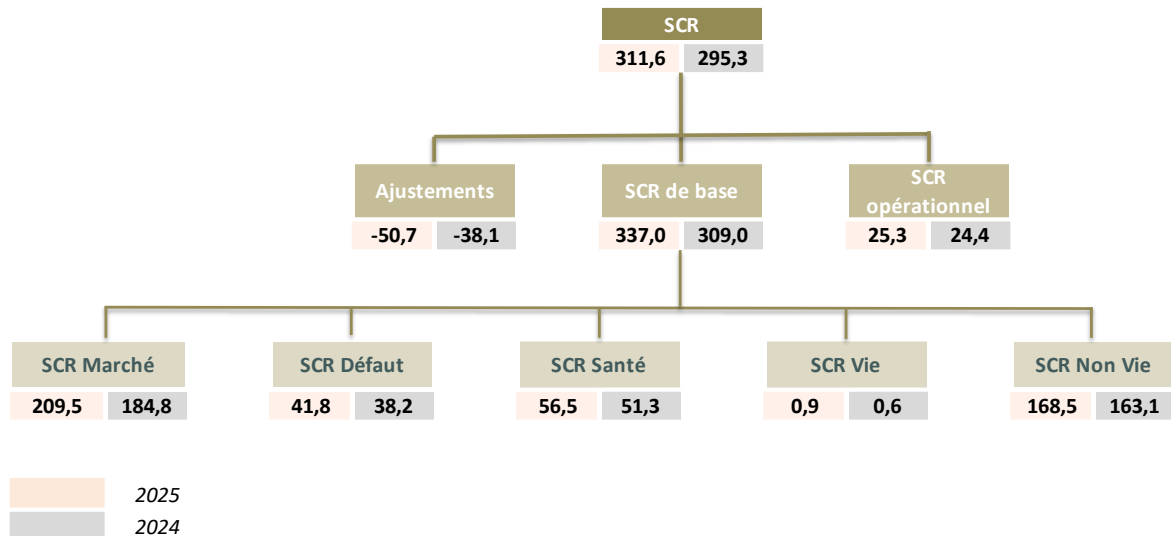 SCR
311,6 295,3
Ajustements
-50,7 -38,1
SCR de base
337,0 309,0
SCR
opérationnel
25,3 24,4
SCR Marché
209,5 184,8
SCR Défaut
41,8 38,2
SCR Santé
56,5 51,3
SCR Vie
0,9 0,6
SCR Non Vie
168,5 163,1
2025
2024